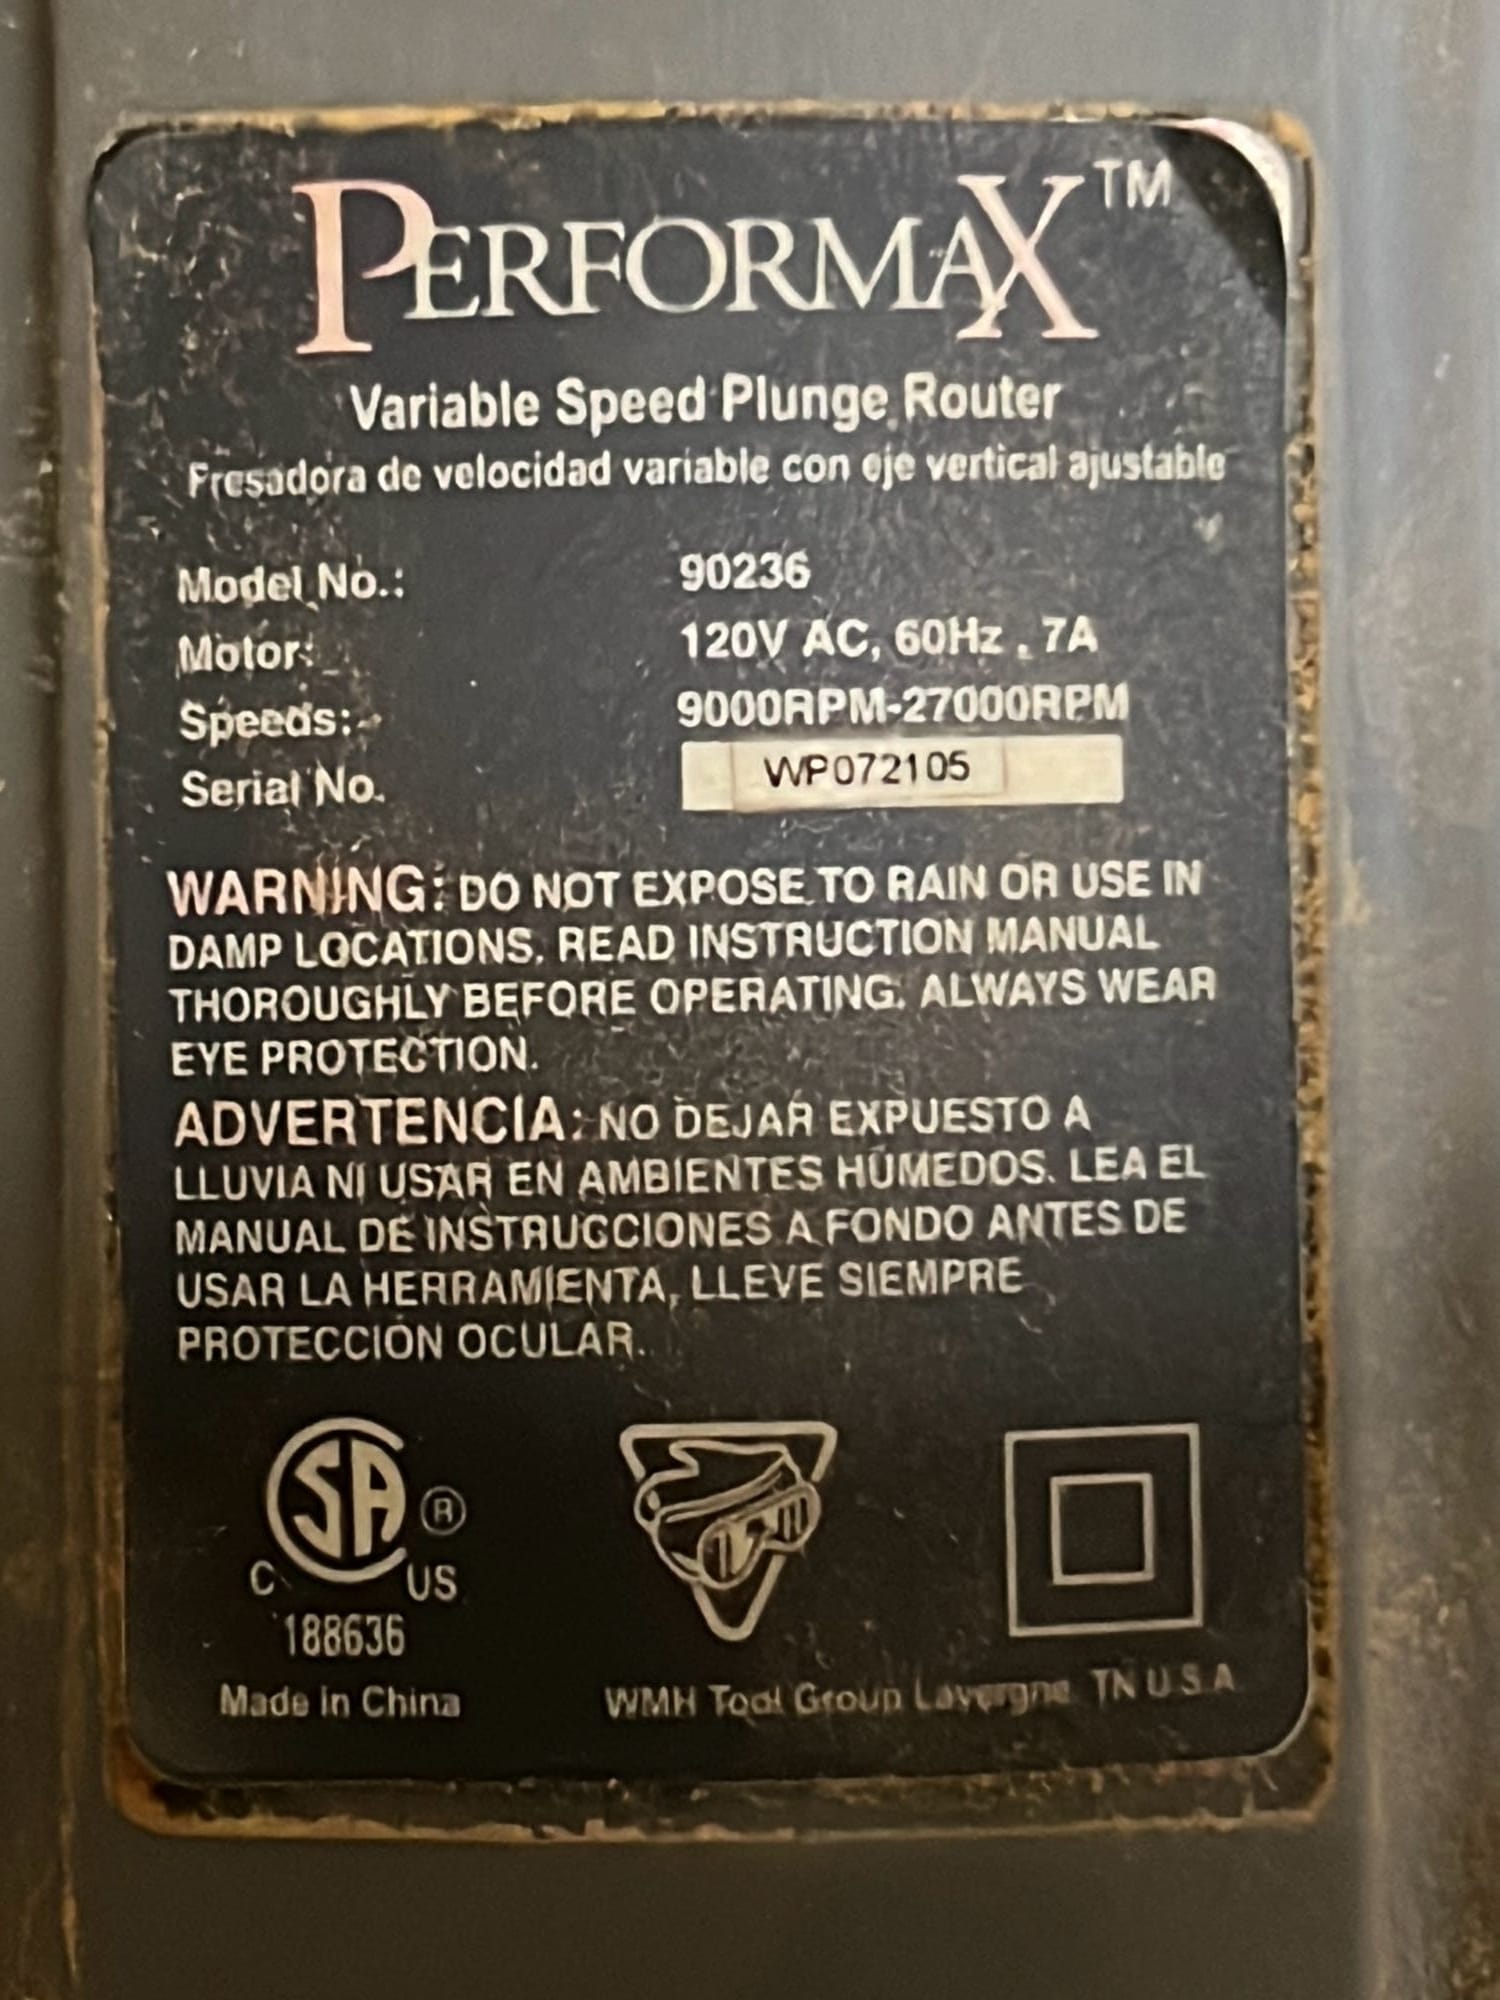 PERFORMAX™
Variable Speed Plunge Router
Fresadora de velocidad variable con eje vertical ajustable
Model No.: 90236
Motor: 120V AC, 60Hz , 7A
Speeds: 9000RPM-27000RPM
Serial No. WP072105
WARNING: DO NOT EXPOSE TO RAIN OR USE IN
DAMP LOCATIONS. READ INSTRUCTION MANUAL
THOROUGHLY BEFORE OPERATING. ALWAYS WEAR
EYE PROTECTION.
ADVERTENCIA: NO DEJAR EXPUESTO A
LLUVIA NI USAR EN AMBIENTES HÚMEDOS. LEA EL
MANUAL DE INSTRUCCIONES A FONDO ANTES DE
USAR LA HERRAMIENTA, LLEVE SIEMPRE
PROTECCIÓN OCULAR.
SA ®
C US
188636
Made in China
WMH Tool Group Lavergne TN U S A